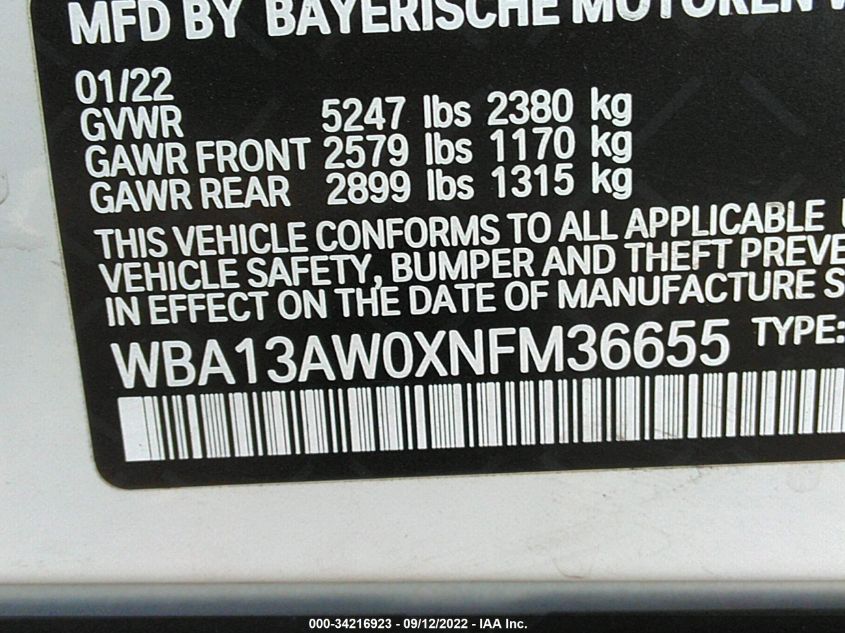 MFD BY BAYERISCHE MOTOREN
01/22
GVWR 5247 lbs 2380 kg
GAWR FRONT 2579 lbs 1170 kg
GAWR REAR 2899 lbs 1315 kg
THIS VEHICLE CONFORMS TO ALL APPLICABLE
VEHICLE SAFETY, BUMPER AND THEFT PREVE
IN EFFECT ON THE DATE OF MANUFACTURE S
WBA13AW0XNFM36655 TYPE:
000-34216923 - 09/12/2022 - IAA Inc.